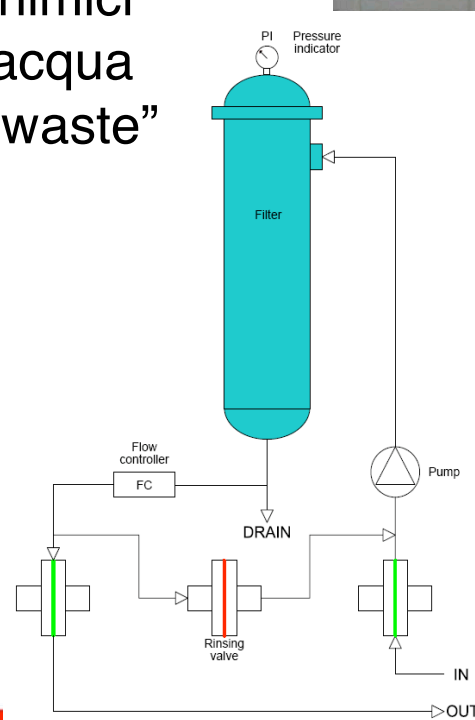 acqua
waste”
PI
Pressure
indicator
Filter
Flow
controller
FC
Pump
DRAIN
Rinsing
valve
IN
OUT